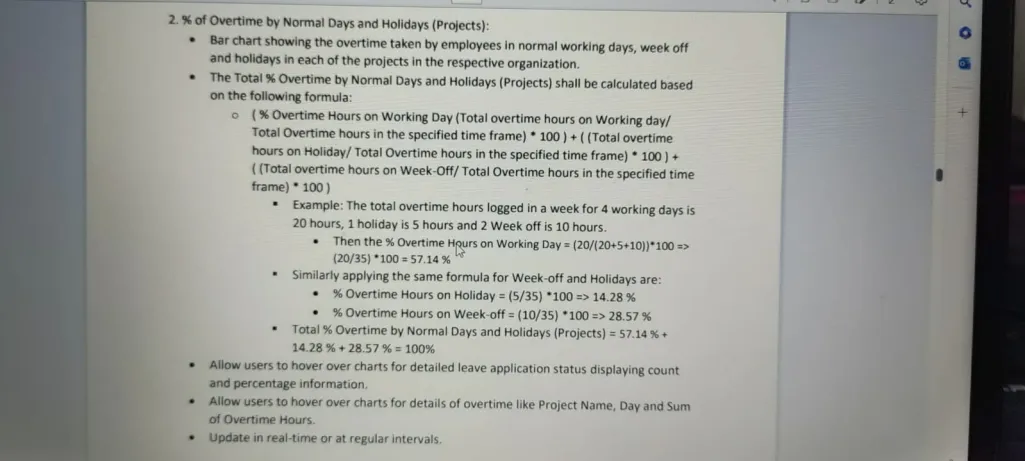 2. % of Overtime by Normal Days and Holidays (Projects):
• Bar chart showing the overtime taken by employees in normal working days, week off
and holidays in each of the projects in the respective organization.
• The Total % Overtime by Normal Days and Holidays (Projects) shall be calculated based
on the following formula:
o ( % Overtime Hours on Working Day (Total overtime hours on Working day/
Total Overtime hours in the specified time frame) * 100 ) + ( (Total overtime
hours on Holiday/ Total Overtime hours in the specified time frame) * 100 ) +
( (Total overtime hours on Week-Off/ Total Overtime hours in the specified time
frame) * 100 )
▪ Example: The total overtime hours logged in a week for 4 working days is
20 hours, 1 holiday is 5 hours and 2 Week off is 10 hours.
• Then the % Overtime Hours on Working Day = (20/(20+5+10))*100 =>
(20/35) *100 = 57.14 %
▪ Similarly applying the same formula for Week-off and Holidays are:
• % Overtime Hours on Holiday = (5/35) *100 => 14.28 %
• % Overtime Hours on Week-off = (10/35) *100 => 28.57 %
▪ Total % Overtime by Normal Days and Holidays (Projects) = 57.14 % +
14.28 % + 28.57 % = 100%
• Allow users to hover over charts for detailed leave application status displaying count
and percentage information.
• Allow users to hover over charts for details of overtime like Project Name, Day and Sum
of Overtime Hours.
• Update in real-time or at regular intervals.